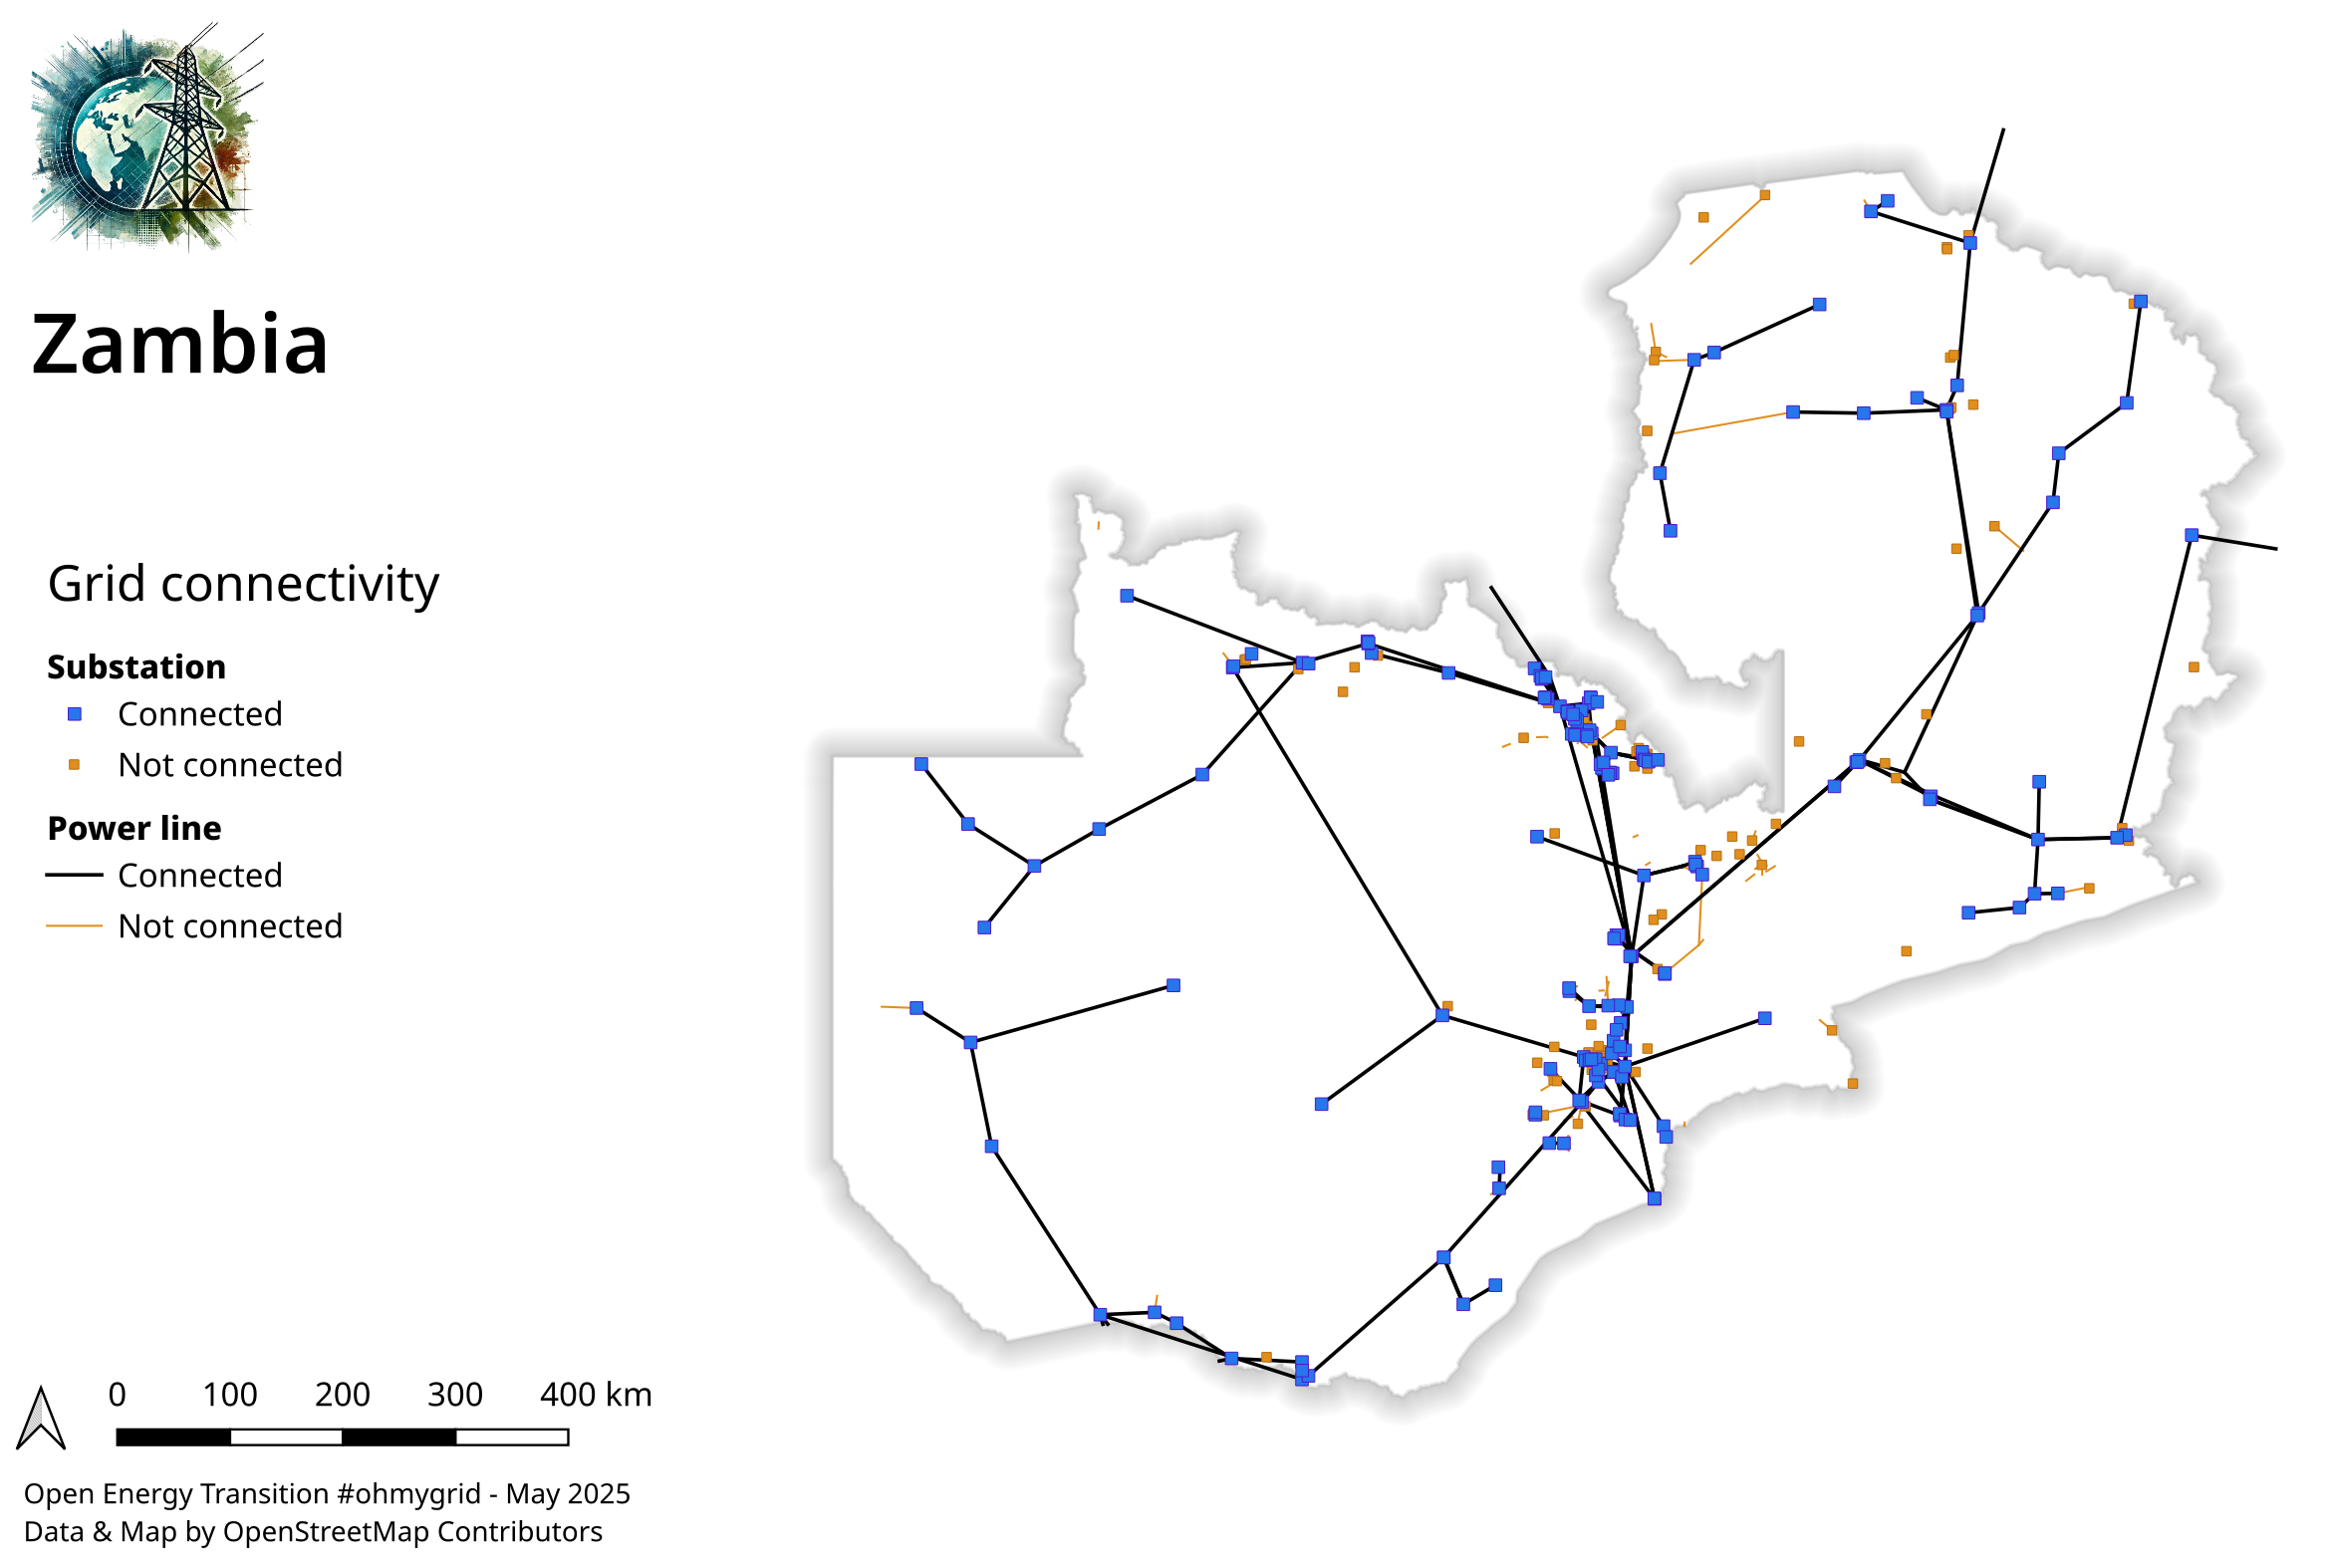 Zambia
Grid connectivity
Substation
Connected
Not connected
Power line
Connected
Not connected
0 100 200 300 400 km
Open Energy Transition #ohmygrid - May 2025
Data & Map by OpenStreetMap Contributors